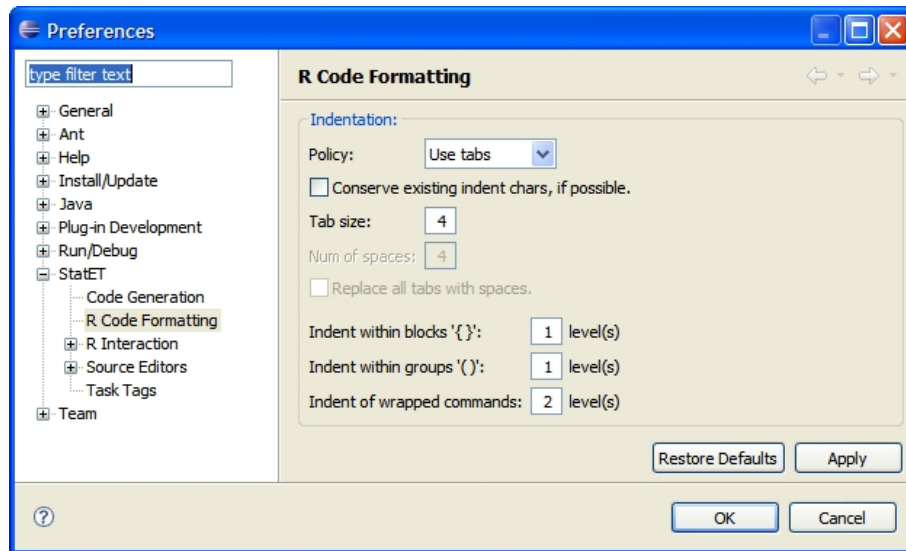 Preferences
type filter text
General
Ant
Help
Install/Update
Java
Plug-in Development
Run/Debug
StatET
Code Generation
R Code Formatting
R Interaction
Source Editors
Task Tags
Team
R Code Formatting
Indentation:
Policy: Use tabs
Conserve existing indent chars, if possible.
Tab size: 4
Num of spaces: 4
Replace all tabs with spaces.
Indent within blocks '{ }': 1 level(s)
Indent within groups '( )': 1 level(s)
Indent of wrapped commands: 2 level(s)
Restore Defaults Apply
? OK Cancel